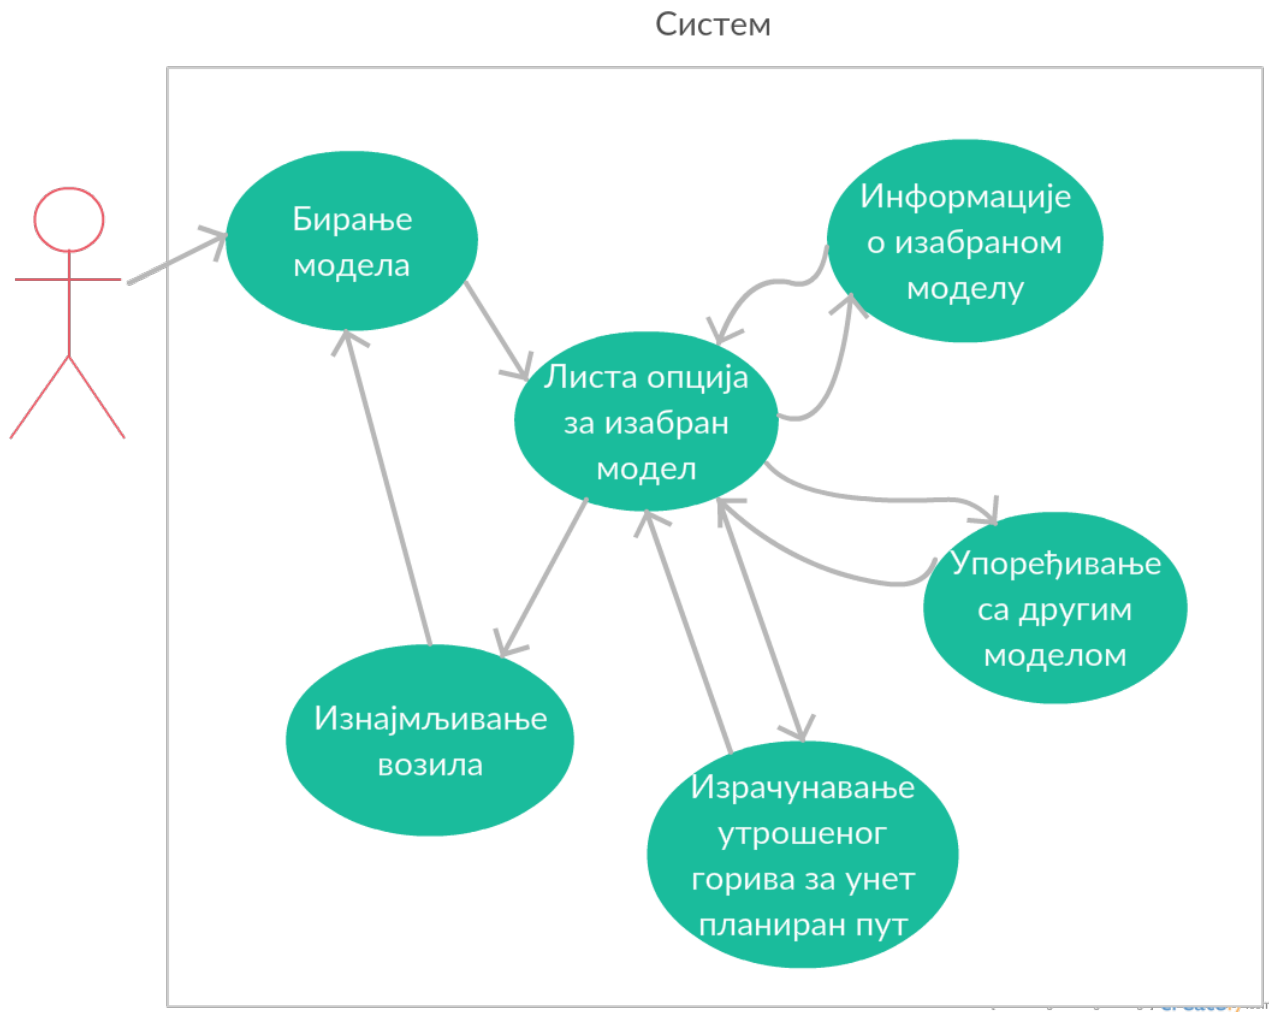 Систем
Бирање
модела
Информације
о изабраном
моделу
Листа опција
за изабран
модел
Упоређивање
са другим
моделом
Изнајмљивање
возила
Израчунавање
утрошеног
горива за унет
планиран пут